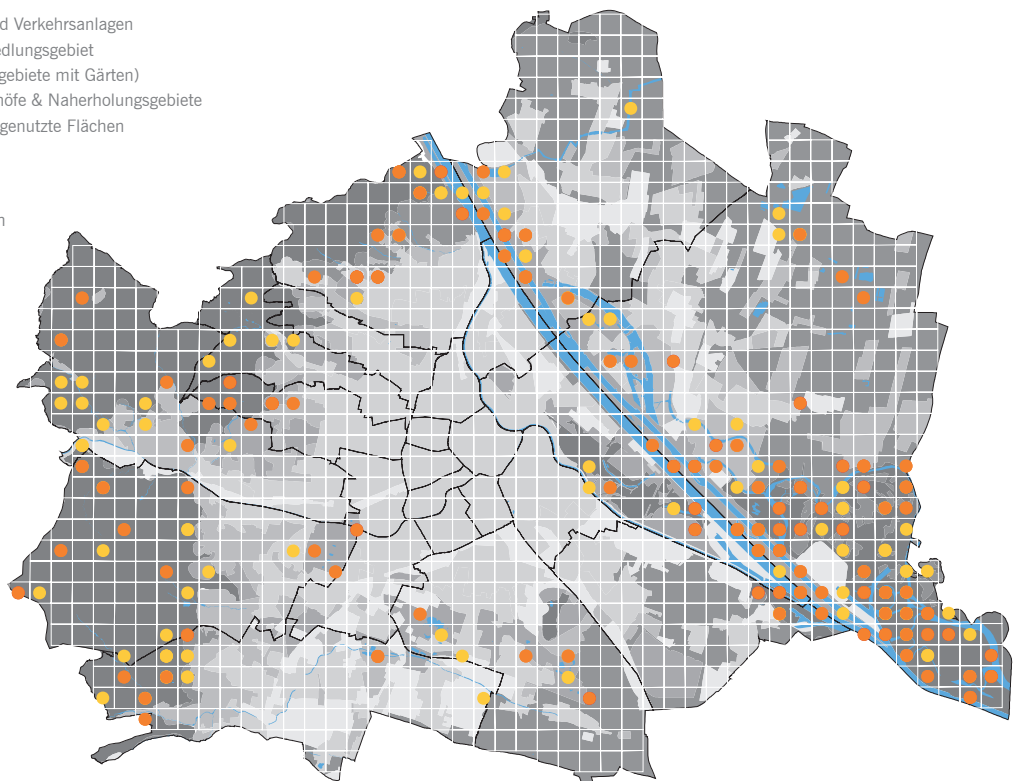 d Verkehrsanlagen
edlungsgebiet
gebiete mit Gärten)
höfe & Naherholungsgebiete
genutzte Flächen
n